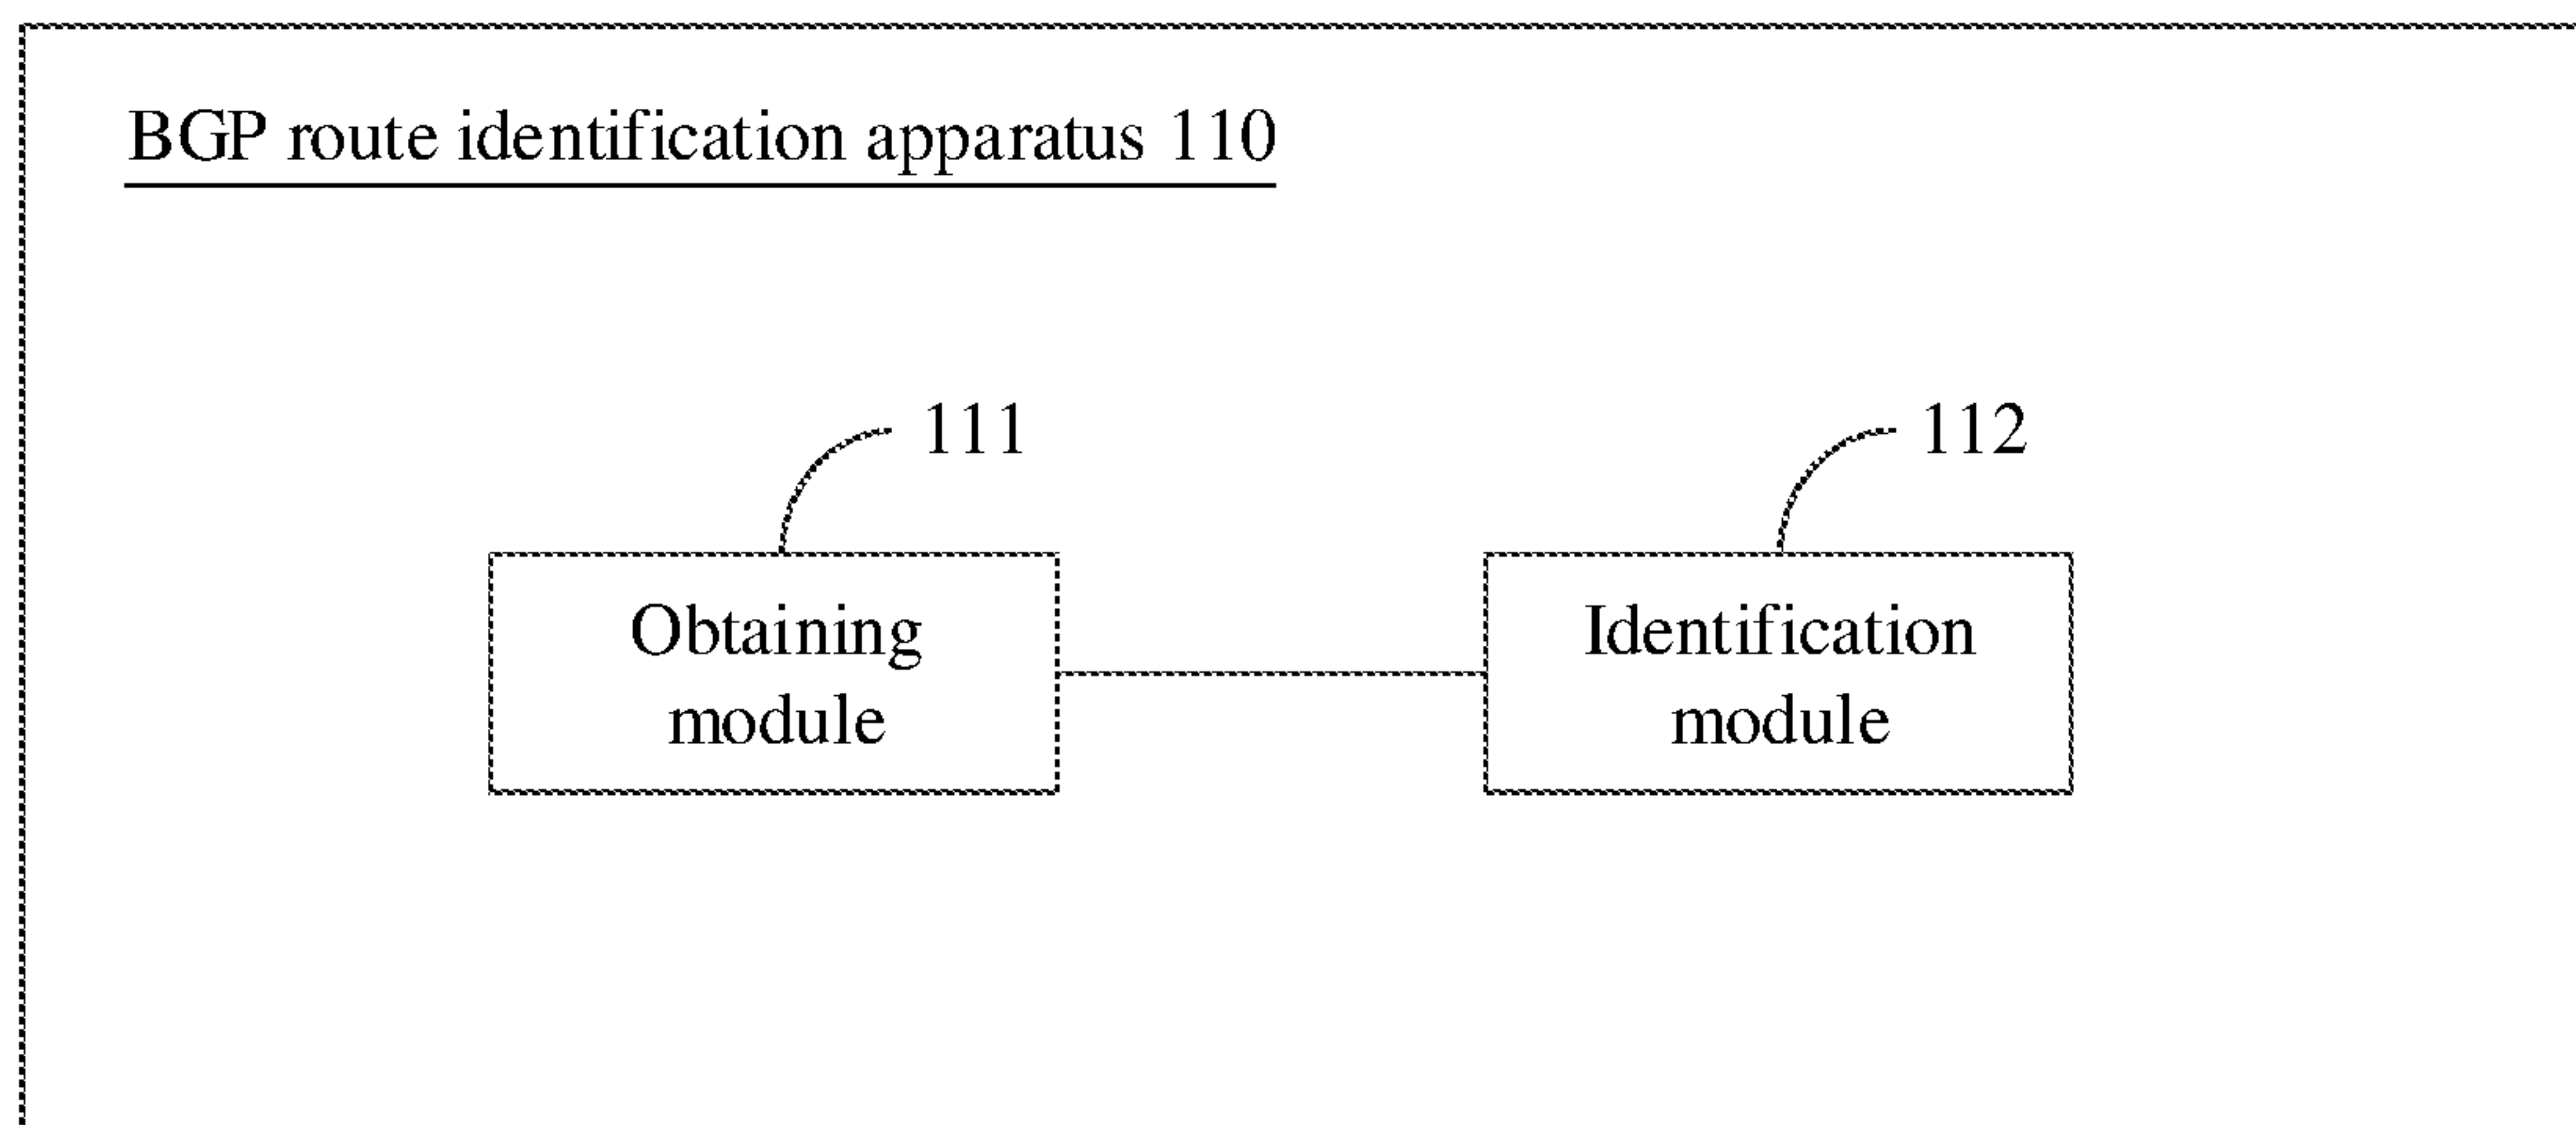 BGP route identification apparatus 110
111
112
Obtaining
module
Identification
module